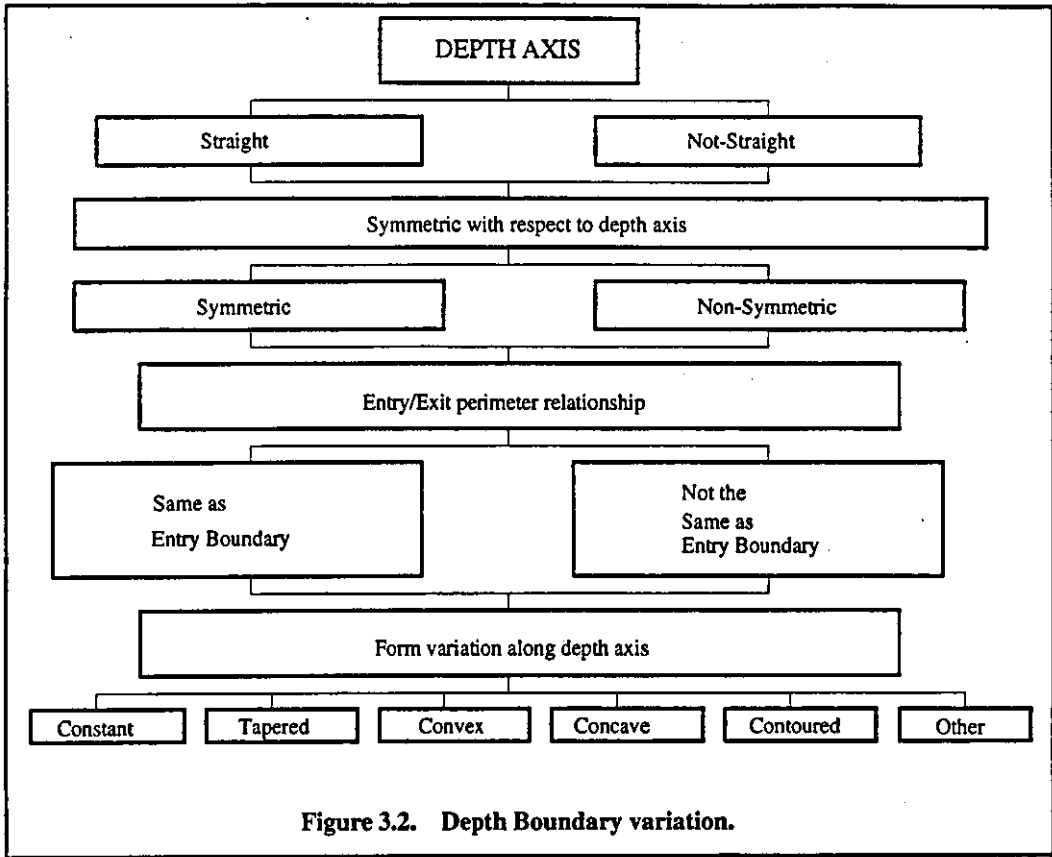 DEPTH AXIS
Straight
Not-Straight
Symmetric with respect to depth axis
Symmetric
Non-Symmetric
Entry/Exit perimeter relationship
Same as
Entry Boundary
Not the
Same as
Entry Boundary
Form variation along depth axis
Constant
Tapered
Convex
Concave
Contoured
Other
Figure 3.2. Depth Boundary variation.